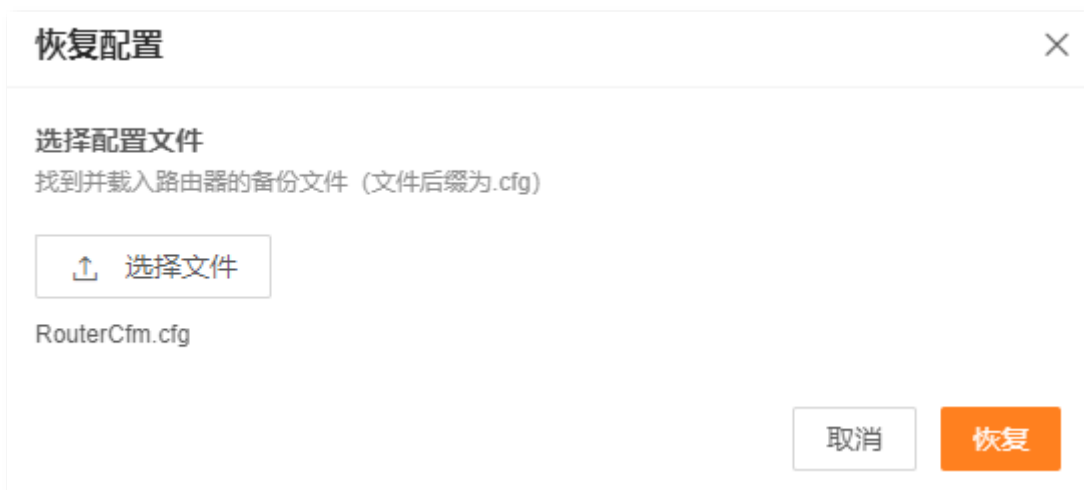 恢复配置
选择配置文件
找到并载入路由器的备份文件（文件后缀为.cfg）
选择文件
RouterCfm.cfg
取消 恢复